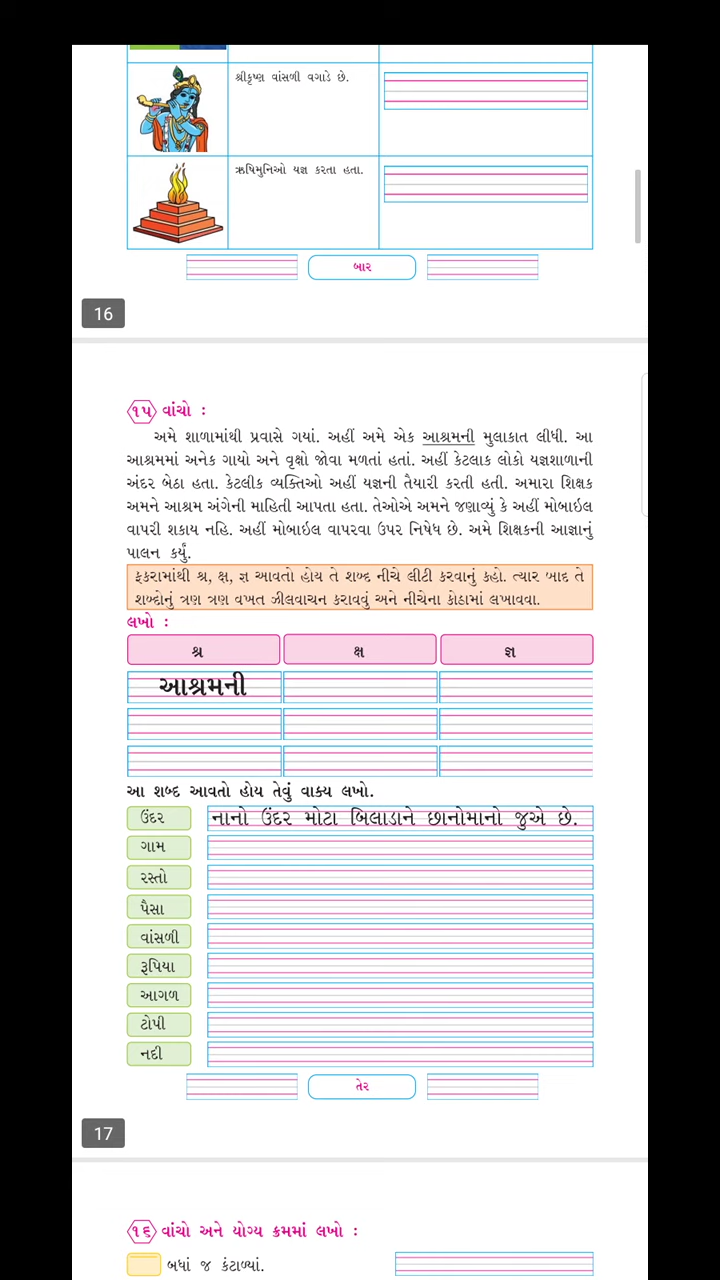 શ્રીકૃષ્ણ વાંસળી વગાડે છે.
ઋષિમુનિઓ યજ્ઞ કરતા હતા.
બાર
16
૧૫ વાંચો :
અમે શાળામાંથી પ્રવાસે ગયાં. અહીં અમે એક આશ્રમની મુલાકાત લીધી. આ
આશ્રમમાં અનેક ગાયો અને વૃક્ષો જોવા મળતાં હતાં. અહીં કેટલાક લોકો યજ્ઞશાળાની
અંદર બેઠા હતા. કેટલીક વ્યક્તિઓ અહીં યજ્ઞની તૈયારી કરતી હતી. અમારા શિક્ષક
અમને આશ્રમ અંગેની માહિતી આપતા હતા. તેઓએ અમને જણાવ્યું કે અહીં મોબાઇલ
વાપરી શકાય નહિ. અહીં મોબાઇલ વાપરવા ઉપર નિષેધ છે. અમે શિક્ષકની આજ્ઞાનું
પાલન કર્યું.
ફકરામાંથી શ્ર, ક્ષ, જ્ઞ આવતો હોય તે શબ્દ નીચે લીટી કરવાનું કહો. ત્યાર બાદ તે
શબ્દોનું ત્રણ ત્રણ વખત ઝીલવાચન કરાવવું અને નીચેના કોઠામાં લખાવવા.
લખો :
શ્ર ક્ષ જ્ઞ
આશ્રમની
આ શબ્દ આવતો હોય તેવું વાક્ય લખો.
ઉંદર નાનો ઉંદર મોટા બિલાડાને છાનોમાનો જુએ છે.
ગામ
રસ્તો
પૈસા
વાંસળી
રૂપિયા
આગળ
ટોપી
નદી
તેર
17
૧૬ વાંચો અને યોગ્ય ક્રમમાં લખો :
બધાં જ કંટાળ્યાં.